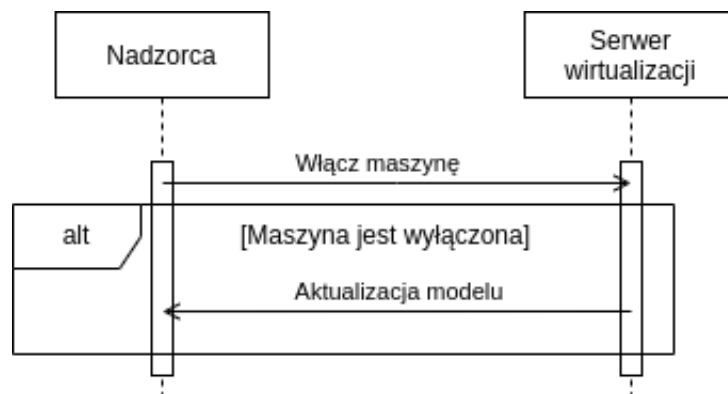 Nadzorca
Serwer
wirtualizacji
Włącz maszynę
alt
[Maszyna jest wyłączona]
Aktualizacja modelu